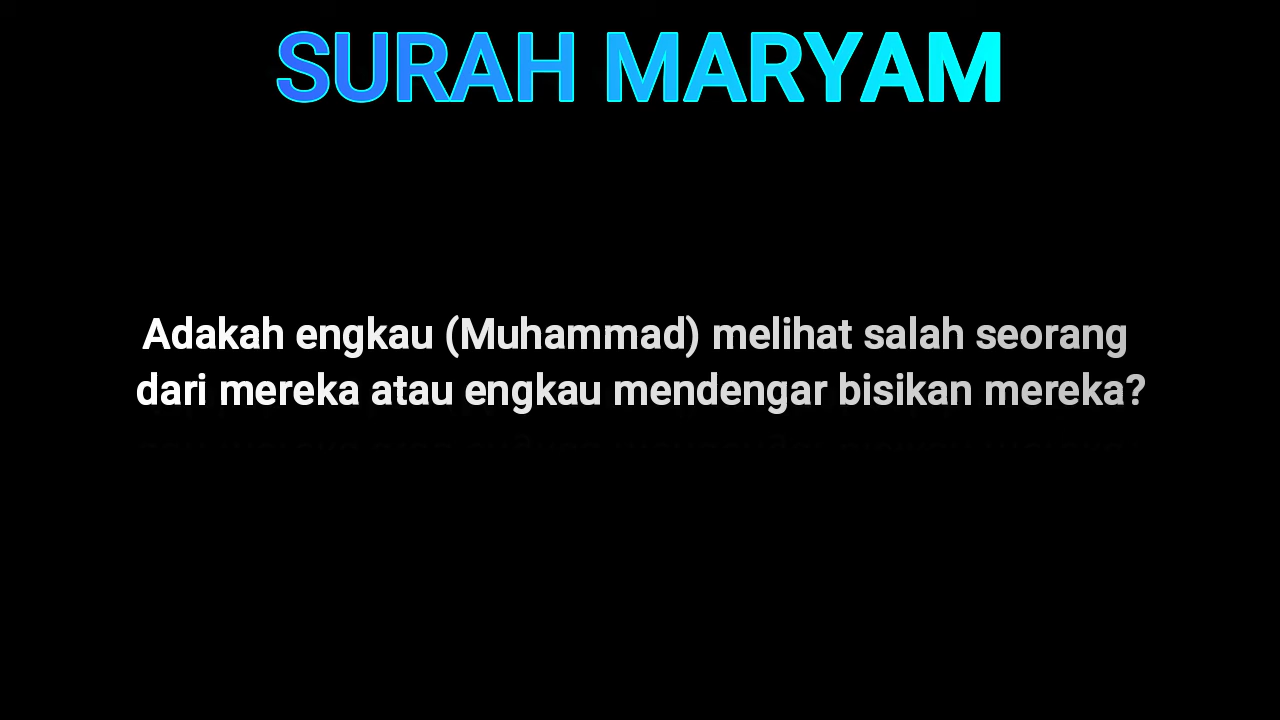 SURAH MARYAM
Adakah engkau (Muhammad) melihat salah seorang
dari mereka atau engkau mendengar bisikan mereka?